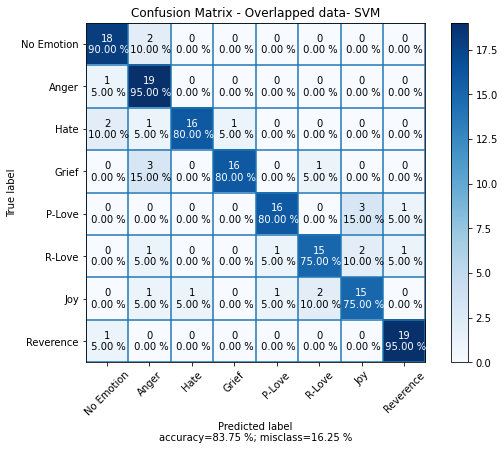 Confusion Matrix - Overlapped data- SVM
No Emotion 18 2 0 0 0 0 0 0
90.00 % 10.00 % 0.00 % 0.00 % 0.00 % 0.00 % 0.00 % 0.00 %
Anger 1 19 0 0 0 0 0 0
5.00 % 95.00 % 0.00 % 0.00 % 0.00 % 0.00 % 0.00 % 0.00 %
Hate 2 1 16 1 0 0 0 0
10.00 % 5.00 % 80.00 % 5.00 % 0.00 % 0.00 % 0.00 % 0.00 %
Grief 0 3 0 16 0 1 0 0
0.00 % 15.00 % 0.00 % 80.00 % 0.00 % 5.00 % 0.00 % 0.00 %
P-Love 0 0 0 0 16 0 3 1
0.00 % 0.00 % 0.00 % 0.00 % 80.00 % 0.00 % 15.00 % 5.00 %
R-Love 0 1 0 0 1 15 2 1
0.00 % 5.00 % 0.00 % 0.00 % 5.00 % 75.00 % 10.00 % 5.00 %
Joy 0 1 1 0 1 2 15 0
0.00 % 5.00 % 5.00 % 0.00 % 5.00 % 10.00 % 75.00 % 0.00 %
Reverence 1 0 0 0 0 0 0 19
5.00 % 0.00 % 0.00 % 0.00 % 0.00 % 0.00 % 0.00 % 95.00 %
True label
No Emotion Anger Hate Grief P-Love R-Love Joy Reverence
Predicted label
accuracy=83.75 %; misclass=16.25 %
17.5
15.0
12.5
10.0
7.5
5.0
2.5
0.0